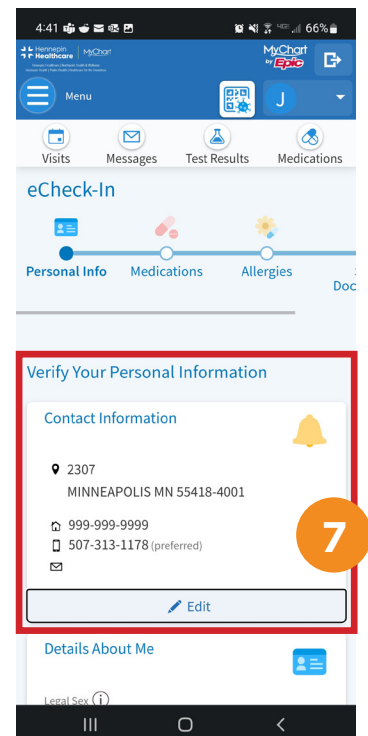 4:41 66%
Hennepin Healthcare MyChart
MyChart
by Epic
Menu J
Visits Messages Test Results Medications
eCheck-In
Personal Info Medications Allergies
Doc
Verify Your Personal Information
Contact Information
2307
MINNEAPOLIS MN 55418-4001
999-999-9999
507-313-1178 (preferred)
7
Edit
Details About Me
Legal Sex